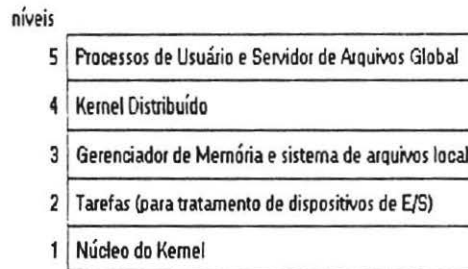 níveis
5 Processos de Usuário e Servidor de Arquivos Global
4 Kernel Distribuído
3 Gerenciador de Memória e sistema de arquivos local
2 Tarefas (para tratamento de dispositivos de E/S)
1 Núcleo do Kernel